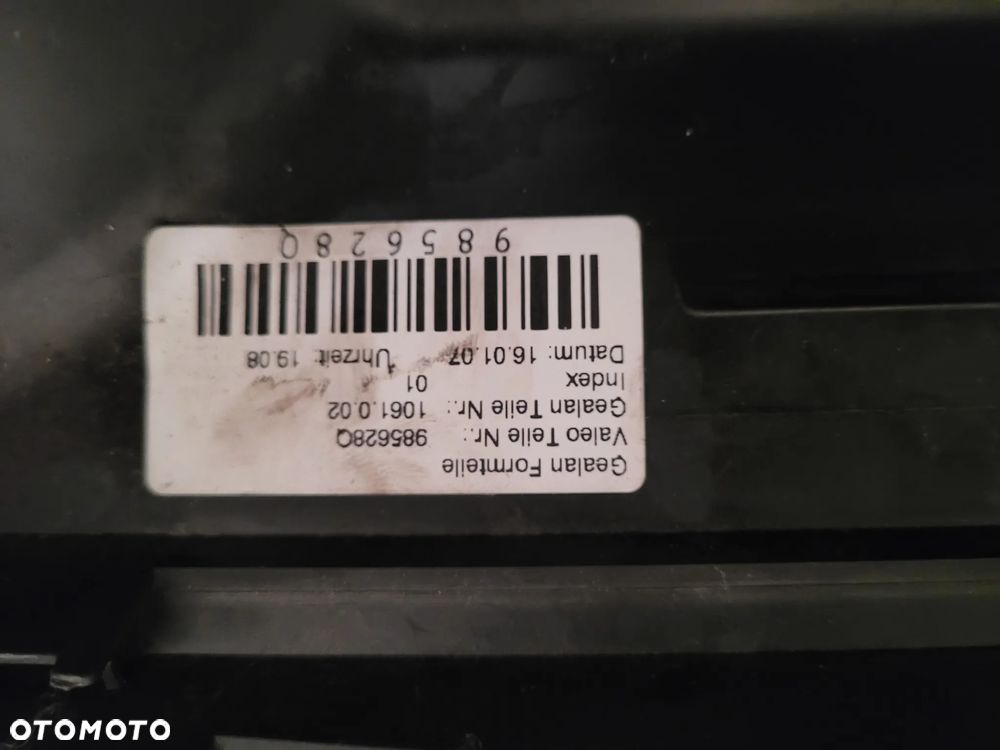 Gealan Formteile
Valeo Teile Nr.: 985628Q
Gealan Teile Nr.: 1061.0.02
Index 01
Datum: 16.01.07 Uhrzeit: 19.08
985628Q
OTOMOTO